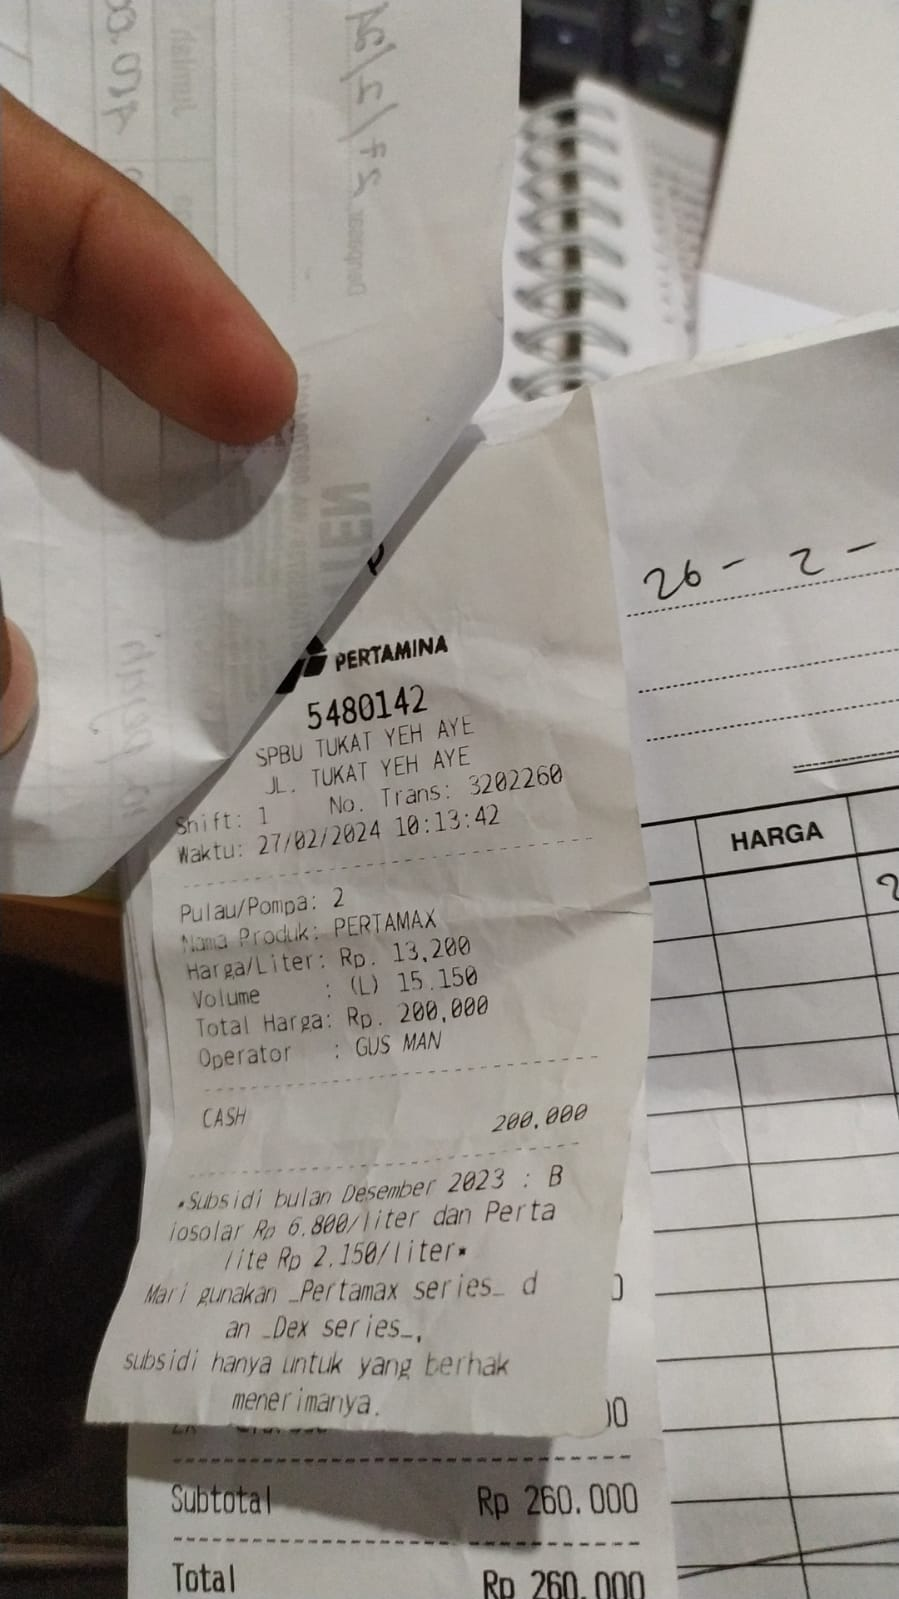 PERTAMINA
5480142
SPBU TUKAT YEH AYE
JL. TUKAT YEH AYE
Shift: 1 No. Trans: 3202260
Waktu: 27/02/2024 10:13:42
Pulau/Pompa: 2
Nama Produk: PERTAMAX
Harga/Liter: Rp. 13,200
Volume : (L) 15.150
Total Harga: Rp. 200,000
Operator : GUS MAN
CASH 200,000
*Subsidi bulan Desember 2023 : B
iosolar Rp 6.800/liter dan Perta
lite Rp 2.150/liter*
Mari gunakan _Pertamax series_ d
an _Dex series_,
subsidi hanya untuk yang berhak
menerimanya.
Subtotal Rp 260.000
Total Rp 260.000
26 - 2 -
HARGA